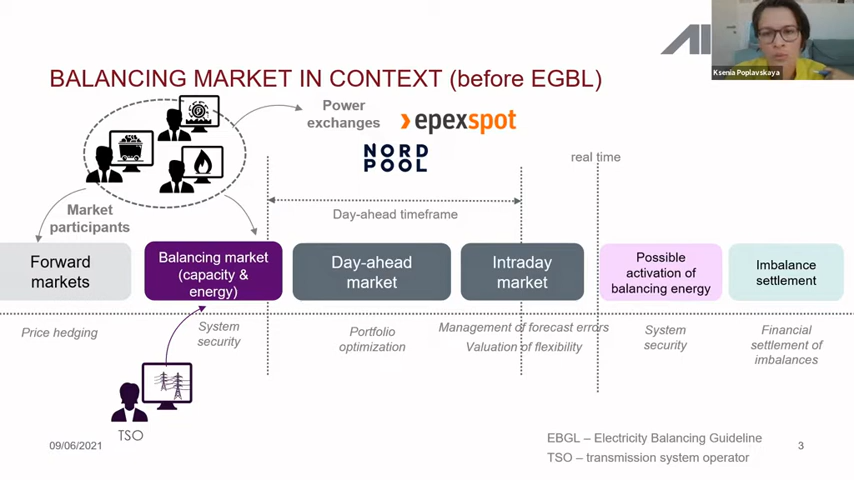 BALANCING MARKET IN CONTEXT (before EGBL)
Ksenia Poplavskaya
Power
exchanges
epexspot
NORD
POOL
real time
Market
participants
Day-ahead timeframe
Forward
markets
Balancing market
(capacity &
energy)
Day-ahead
market
Intraday
market
Possible
activation of
balancing energy
Imbalance
settlement
Price hedging
System
security
Portfolio
optimization
Management of forecast errors
Valuation of flexibility
System
security
Financial
settlement of
imbalances
TSO
09/06/2021
EBGL – Electricity Balancing Guideline
TSO – transmission system operator
3